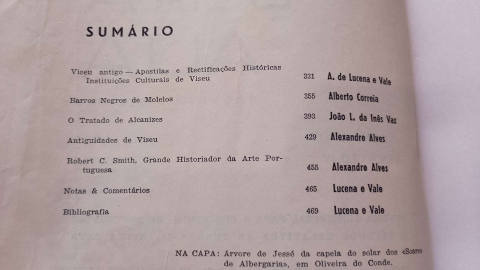 SUMÁRIO
Viseu antigo — Apostilas e Rectificações Históricas
Instituições Culturais de Viseu 331 A. de Lucena e Vale
Barros Negros de Molelos 355 Alberto Correia
O Tratado de Alcanizes 393 João L. da Inês Vaz
Antiguidades de Viseu 429 Alexandre Alves
Robert C. Smith, Grande Historiador da Arte Por-
tuguesa 455 Alexandre Alves
Notas & Comentários 465 Lucena e Vale
Bibliografia 469 Lucena e Vale
NA CAPA: Árvore de Jessé da capela do solar dos «Soares
de Albergaria», em Oliveira do Conde.